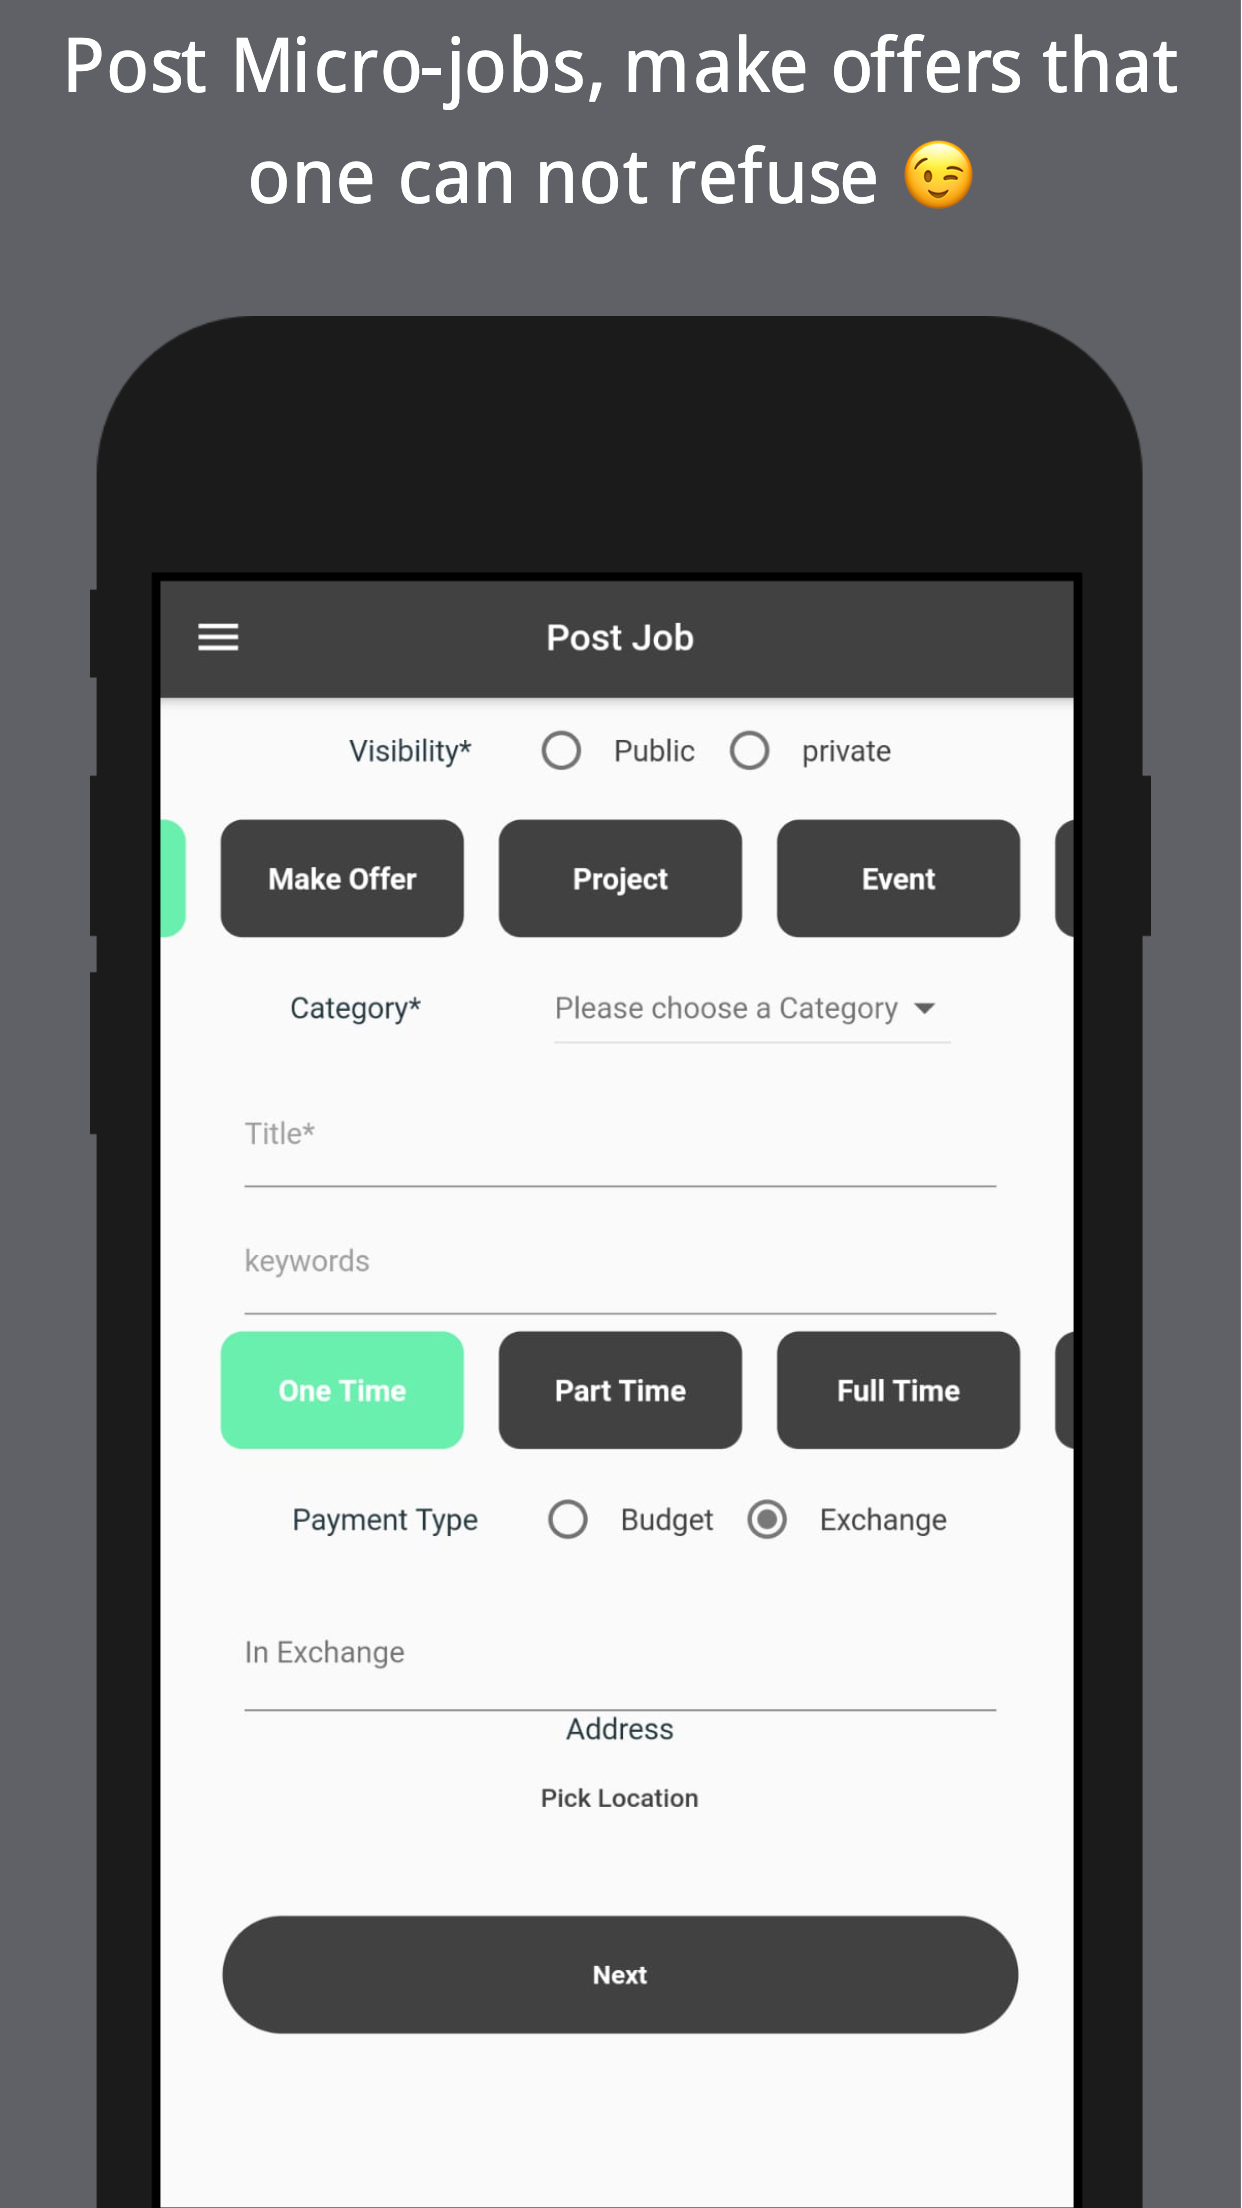 Post Micro-jobs, make offers that
one can not refuse 😉
Post Job
Visibility* Public private
Make Offer Project Event
Category* Please choose a Category
Title*
keywords
One Time Part Time Full Time
Payment Type Budget Exchange
In Exchange
Address
Pick Location
Next